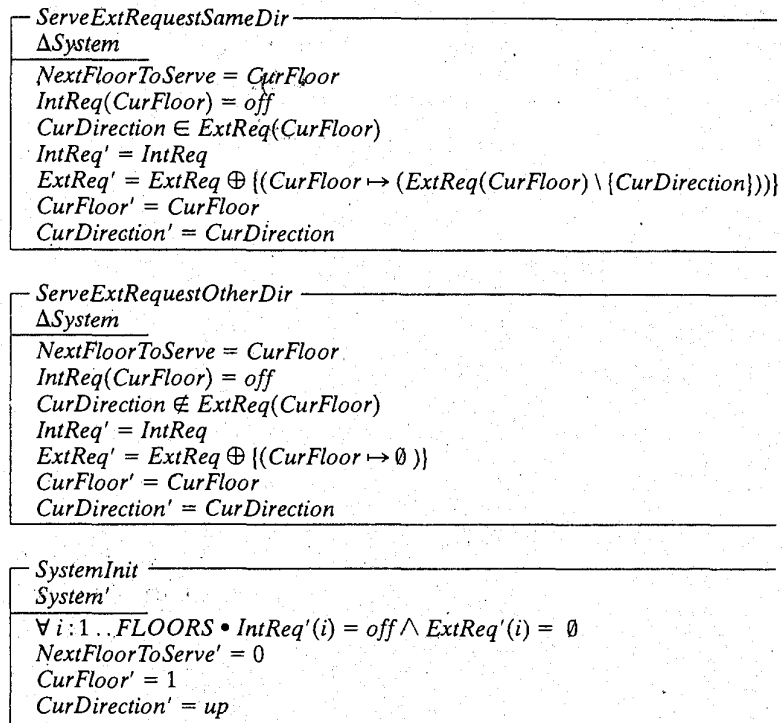 ServeExtRequestSameDir
ΔSystem
NextFloorToServe = CurFloor
IntReq(CurFloor) = off
CurDirection ∈ ExtReq(CurFloor)
IntReq' = IntReq
ExtReq' = ExtReq ⊕ {(CurFloor ↦ (ExtReq(CurFloor) \ {CurDirection}))}
CurFloor' = CurFloor
CurDirection' = CurDirection
ServeExtRequestOtherDir
ΔSystem
NextFloorToServe = CurFloor
IntReq(CurFloor) = off
CurDirection ∉ ExtReq(CurFloor)
IntReq' = IntReq
ExtReq' = ExtReq ⊕ {(CurFloor ↦ ∅ )}
CurFloor' = CurFloor
CurDirection' = CurDirection
SystemInit
System'
∀ i : 1 . . FLOORS • IntReq'(i) = off ∧ ExtReq'(i) = ∅
NextFloorToServe' = 0
CurFloor' = 1
CurDirection' = up